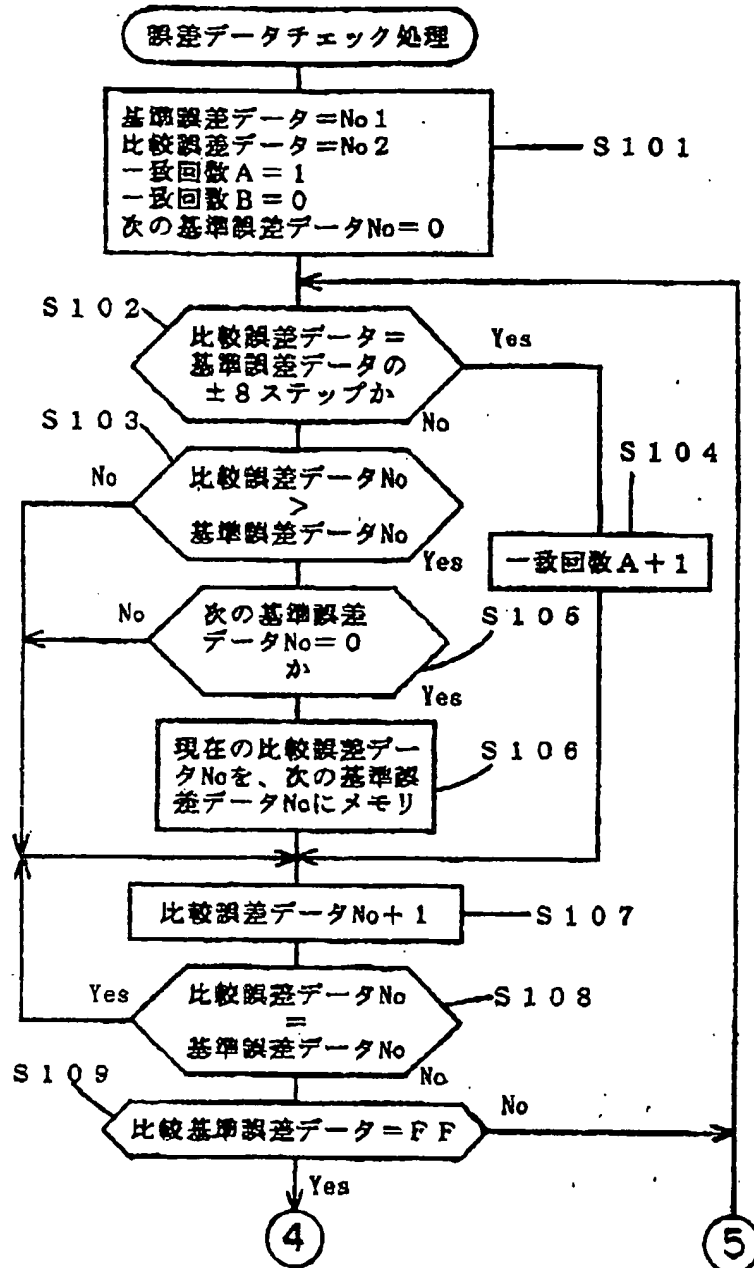 誤差データチェック処理
基準誤差データ=No1
比較誤差データ=No2
一致回数A=1
一致回数B=0
次の基準誤差データNo=0
S101
S102
比較誤差データ=
基準誤差データの
±8ステップか
Yes
No
S103
比較誤差データNo
>
基準誤差データNo
No
Yes
S104
一致回数A+1
次の基準誤差
データNo=0
か
No
Yes
S105
現在の比較誤差デー
タNoを、次の基準誤
差データNoにメモリ
S106
比較誤差データNo+1
S107
比較誤差データNo
=
基準誤差データNo
Yes
No
S108
S109
比較基準誤差データ=FF
No
Yes
④
⑤